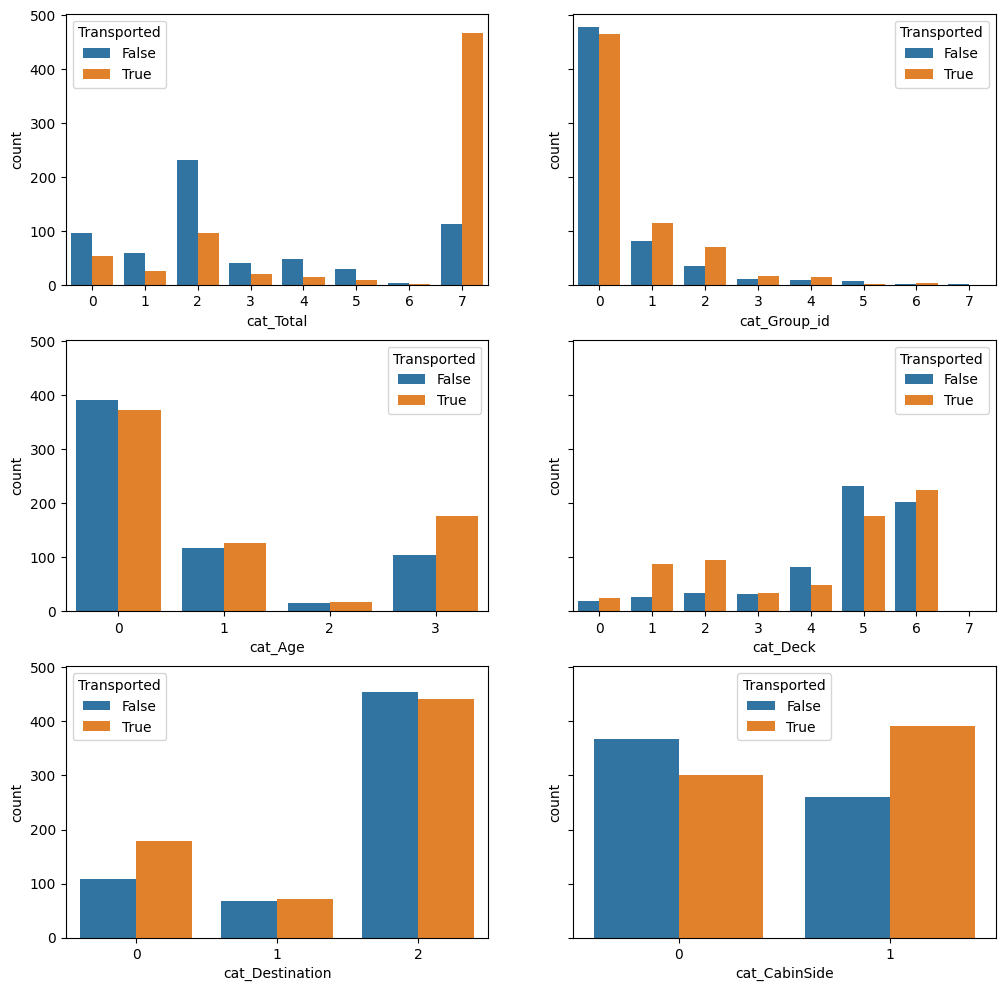 Transported
False
True
500
400
300
200
100
0
count
0 1 2 3 4 5 6 7
cat_Total
Transported
False
True
count
0 1 2 3 4 5 6 7
cat_Group_id
Transported
False
True
500
400
300
200
100
0
count
0 1 2 3
cat_Age
Transported
False
True
count
0 1 2 3 4 5 6 7
cat_Deck
Transported
False
True
500
400
300
200
100
0
count
0 1 2
cat_Destination
Transported
False
True
count
0 1
cat_CabinSide